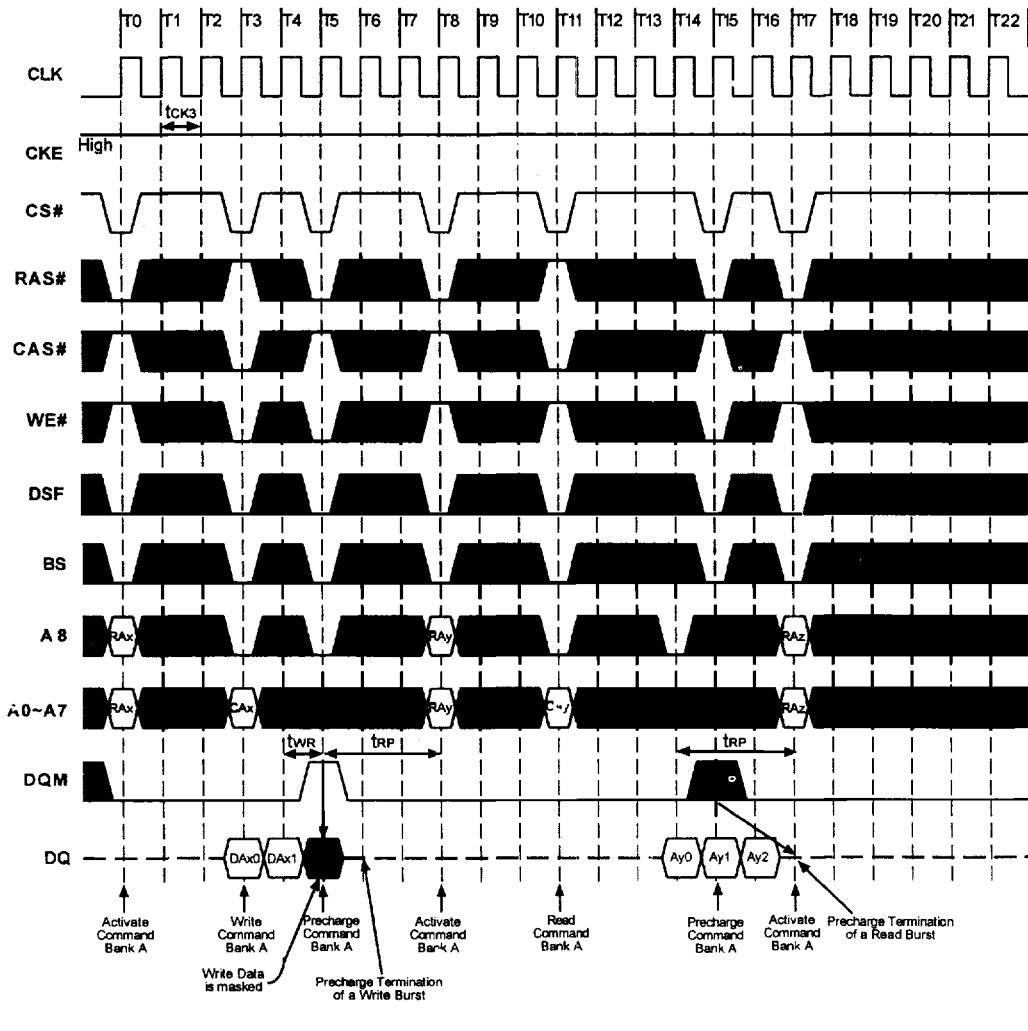 T0 T1 T2 T3 T4 T5 T6 T7 T8 T9 T10 T11 T12 T13 T14 T15 T16 T17 T18 T19 T20 T21 T22
CLK
tCK3
High
CKE
CS#
RAS#
CAS#
WE#
DSF
BS
A8
RAx RAy RAz
A0~A7
RAx CAx RAy RAz
tWR tRP tRP
DQM
DQ
DAx0 DAx1 Ay0 Ay1 Ay2
Activate
Command
Bank A
Write
Command
Bank A
Precharge
Command
Bank A
Activate
Command
Bank A
Read
Command
Bank A
Precharge
Command
Bank A
Activate
Command
Bank A
Precharge Termination
of a Read Burst
Write Data
is masked
Precharge Termination
of a Write Burst